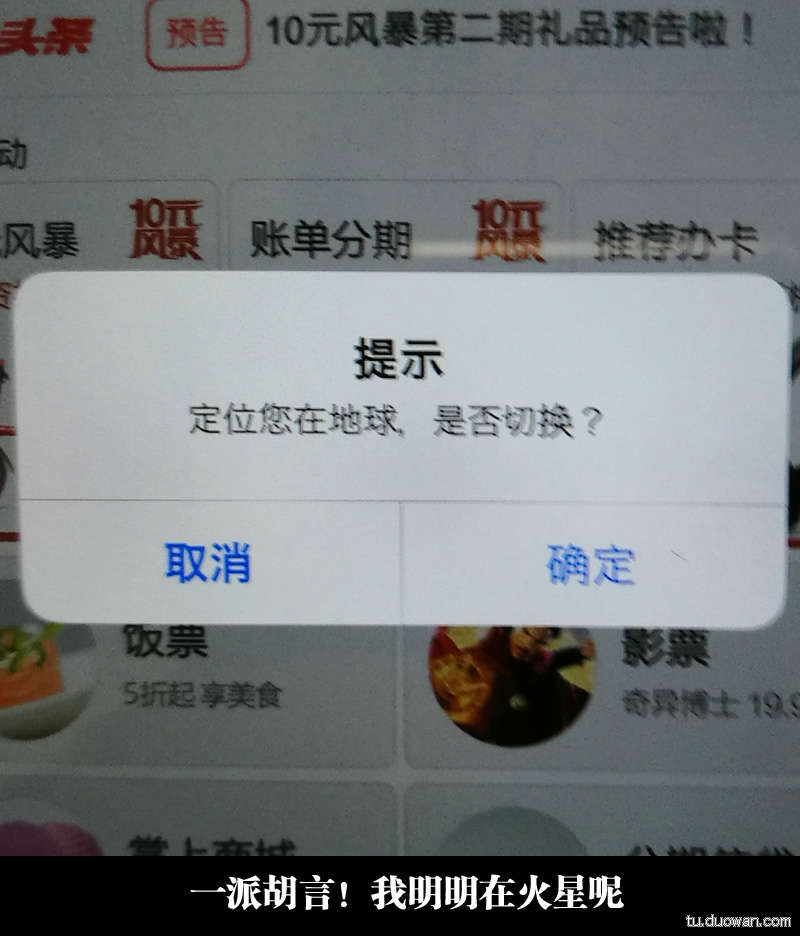 头条 预告 10元风暴第二期礼品预告啦！
动
风暴 10元风暴 账单分期 10元风暴 推荐办卡
提示
定位您在地球，是否切换？
取消 确定
饭票 影票
5折起 享美食 奇异博士 19.9
掌上商城
一派胡言！我明明在火星呢
tu.duowan.com